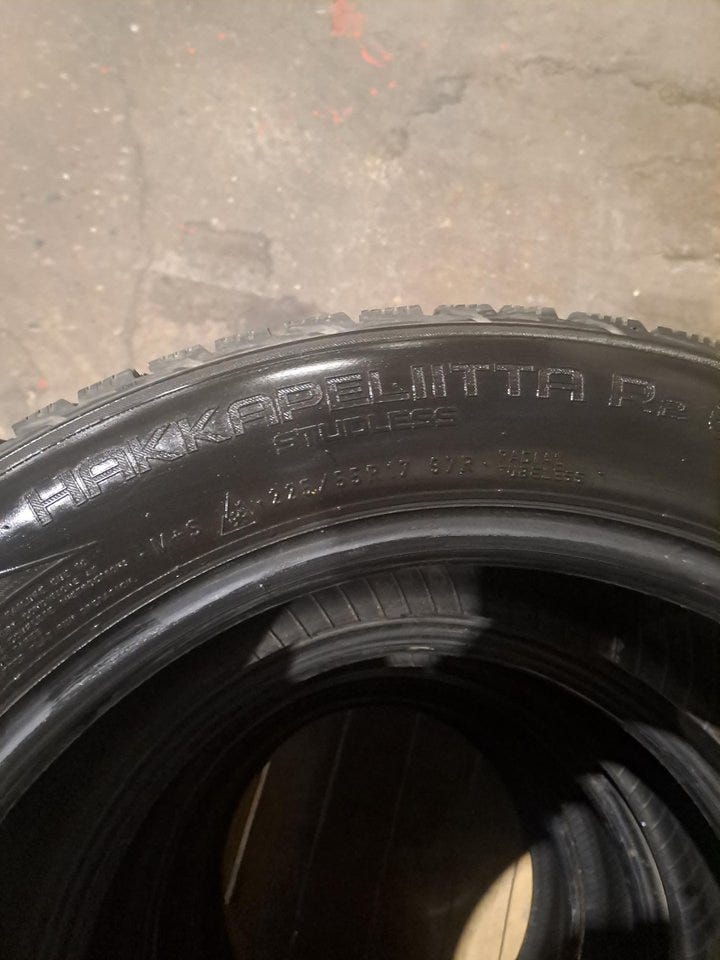 HAKKAPELIITTA R2
STUDLESS
M+S 225/55R17 97R RADIAL
TUBELESS